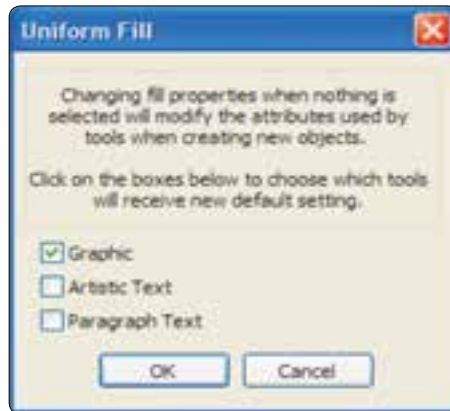 Uniform Fill
Changing fill properties when nothing is
selected will modify the attributes used by
tools when creating new objects.
Click on the boxes below to choose which tools
will receive new default setting.
Graphic
Artistic Text
Paragraph Text
OK
Cancel